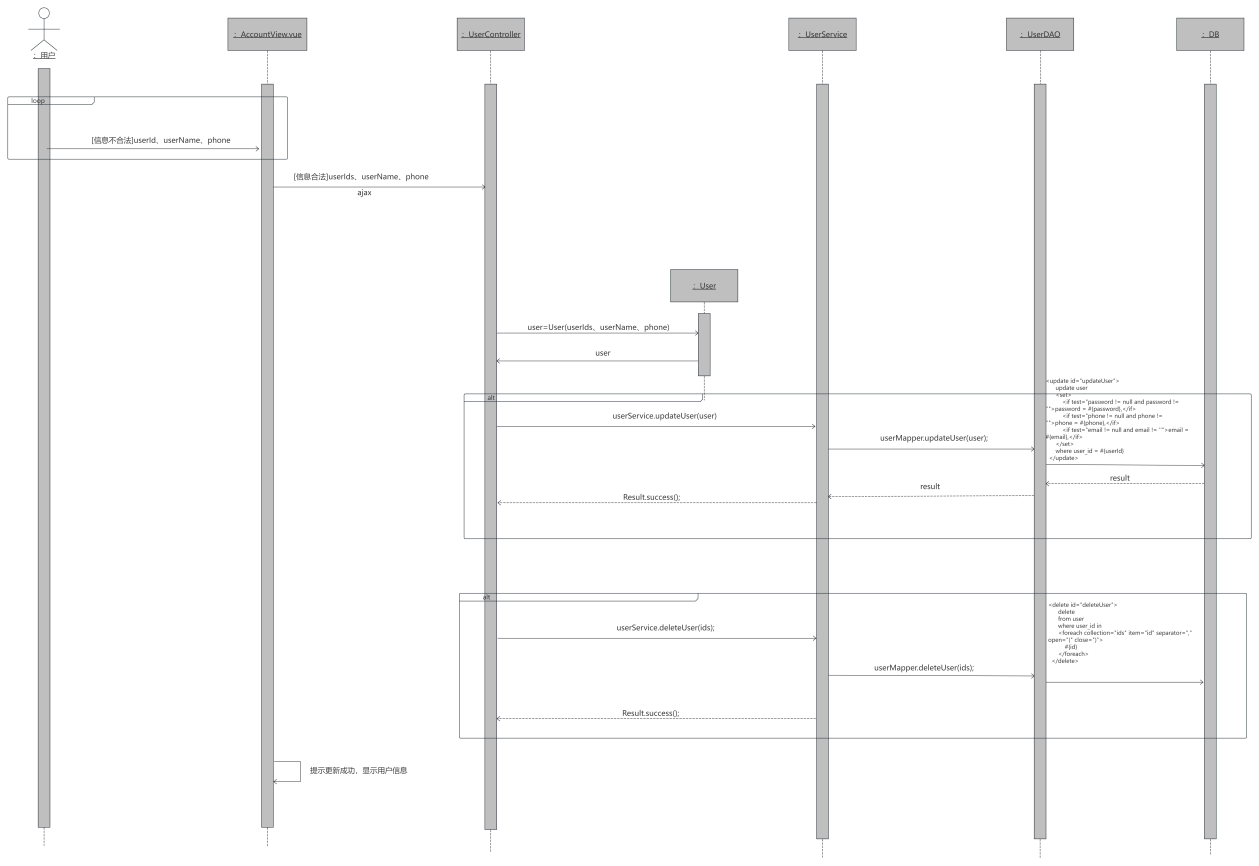 : 用户
: AccountView.vue
: UserController
: UserService
: UserDAO
: DB
loop
[信息不合法]userId、userName、phone
[信息合法]userIds、userName、phone
ajax
: User
user=User(userIds、userName、phone)
user
alt
userService.updateUser(user)
userMapper.updateUser(user);
<update id="updateUser">
update user
<set>
<if test="password != null and password !=
''">password = #{password},</if>
<if test="phone != null and phone !=
''">phone = #{phone},</if>
<if test="email != null and email != ''">email =
#{email},</if>
</set>
where user_id = #{userId}
</update>
result
result
Result.success();
alt
userService.deleteUser(ids);
userMapper.deleteUser(ids);
<delete id="deleteUser">
delete
from user
where user_id in
<foreach collection="ids" item="id" separator=","
open="(" close=")">
#{id}
</foreach>
</delete>
Result.success();
提示更新成功，显示用户信息